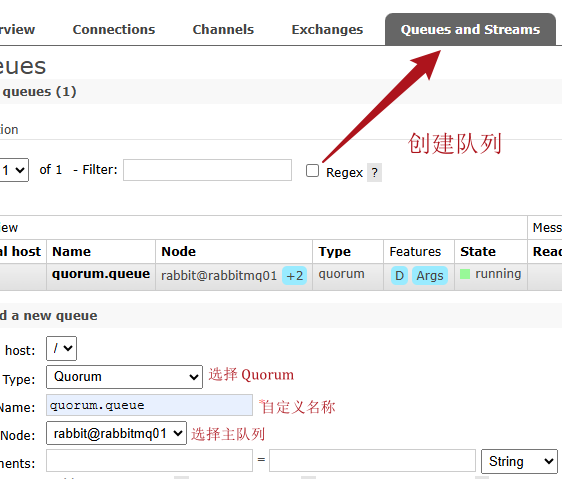 rview Connections Channels Exchanges Queues and Streams
eues
queues (1)
创建队列
tion
1 of 1 - Filter: Regex ?
ew Mess
al host Name Node Type Features State Read
quorum.queue rabbit@rabbitmq01 +2 quorum D Args running
d a new queue
host: /
Type: Quorum 选择 Quorum
Name: quorum.queue *自定义名称
Node: rabbit@rabbitmq01 选择主队列
ments: = String